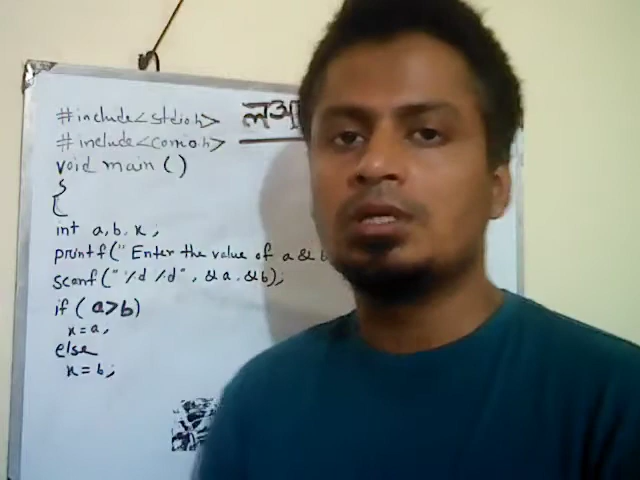 #include<stdio.h>
#include<conio.h>
void main ()
{
int a, b, x ;
printf(" Enter the value of a & b
scanf(" %d %d" , &a, &b);
if ( a>b)
x=a,
else
x = b;